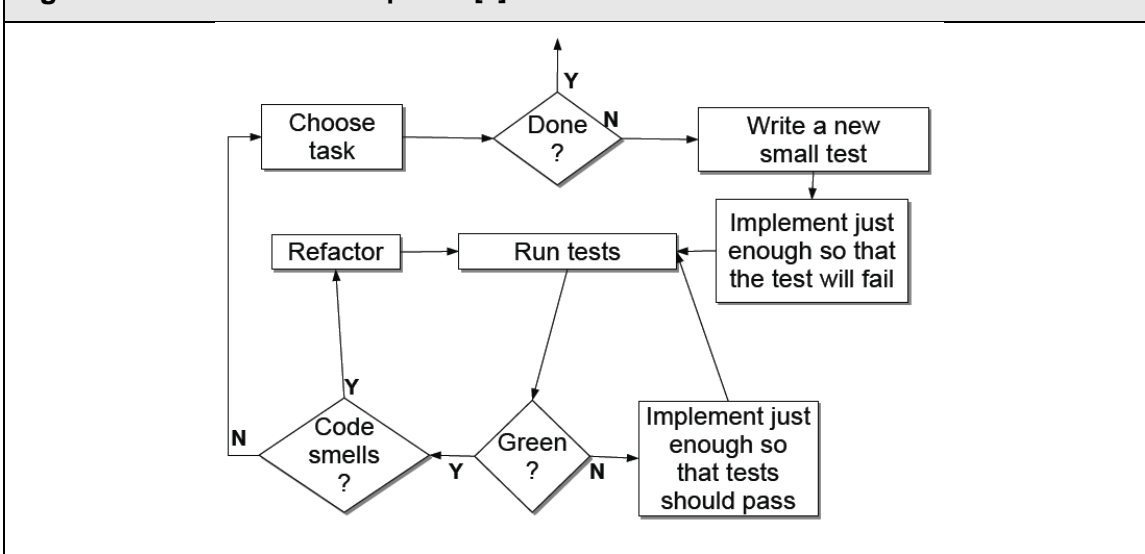 Y
Choose
task
Done
?
N
Write a new
small test
Implement just
enough so that
the test will fail
Refactor
Run tests
Y
Code
smells
?
N
Green
?
Y
N
Implement just
enough so
that tests
should pass